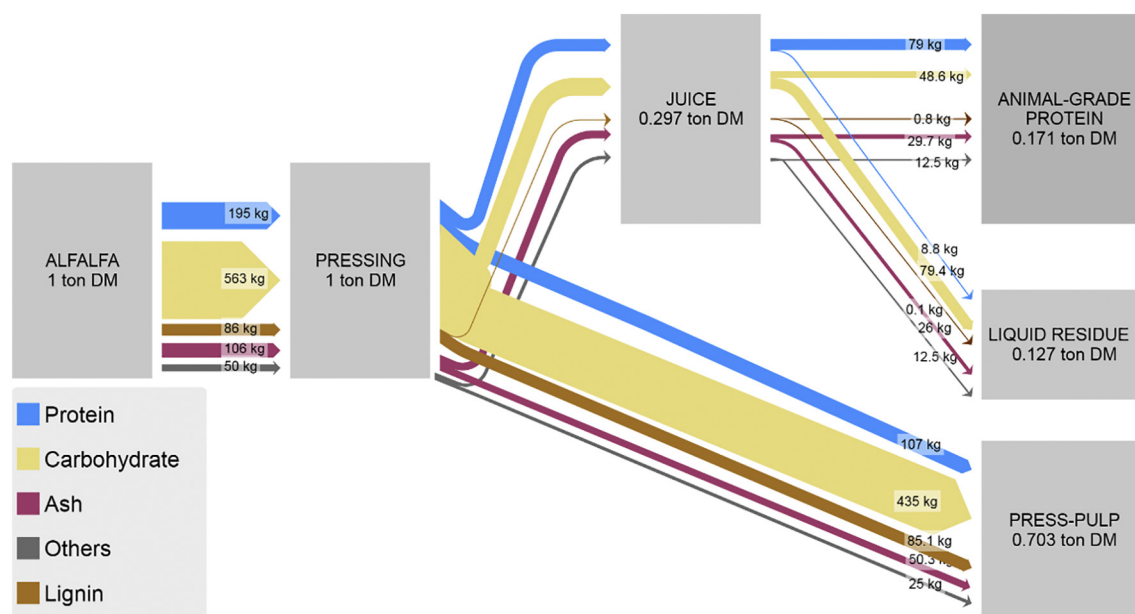 ALFALFA
1 ton DM
195 kg
563 kg
86 kg
106 kg
50 kg
PRESSING
1 ton DM
JUICE
0.297 ton DM
79 kg
48.6 kg
0.8 kg
29.7 kg
12.5 kg
ANIMAL-GRADE
PROTEIN
0.171 ton DM
8.8 kg
79.4 kg
0.1 kg
26 kg
12.5 kg
LIQUID RESIDUE
0.127 ton DM
107 kg
435 kg
85.1 kg
50.3 kg
25 kg
PRESS-PULP
0.703 ton DM
Protein
Carbohydrate
Ash
Others
Lignin